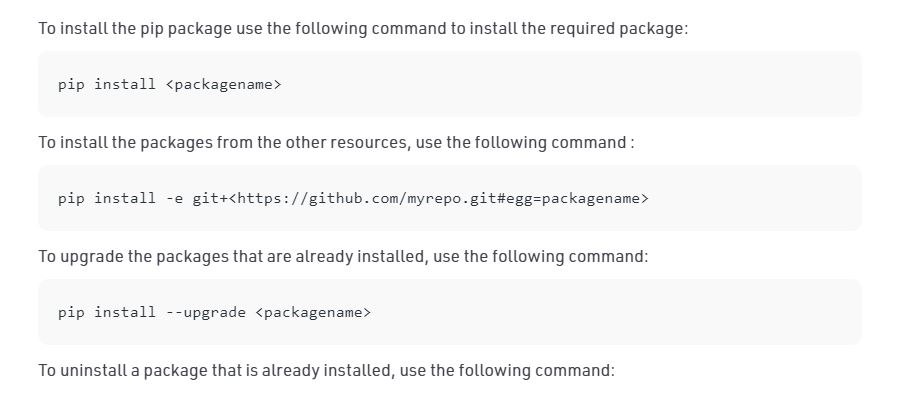 To install the pip package use the following command to install the required package:
pip install <packagename>
To install the packages from the other resources, use the following command :
pip install -e git+<https://github.com/myrepo.git#egg=packagename>
To upgrade the packages that are already installed, use the following command:
pip install --upgrade <packagename>
To uninstall a package that is already installed, use the following command: